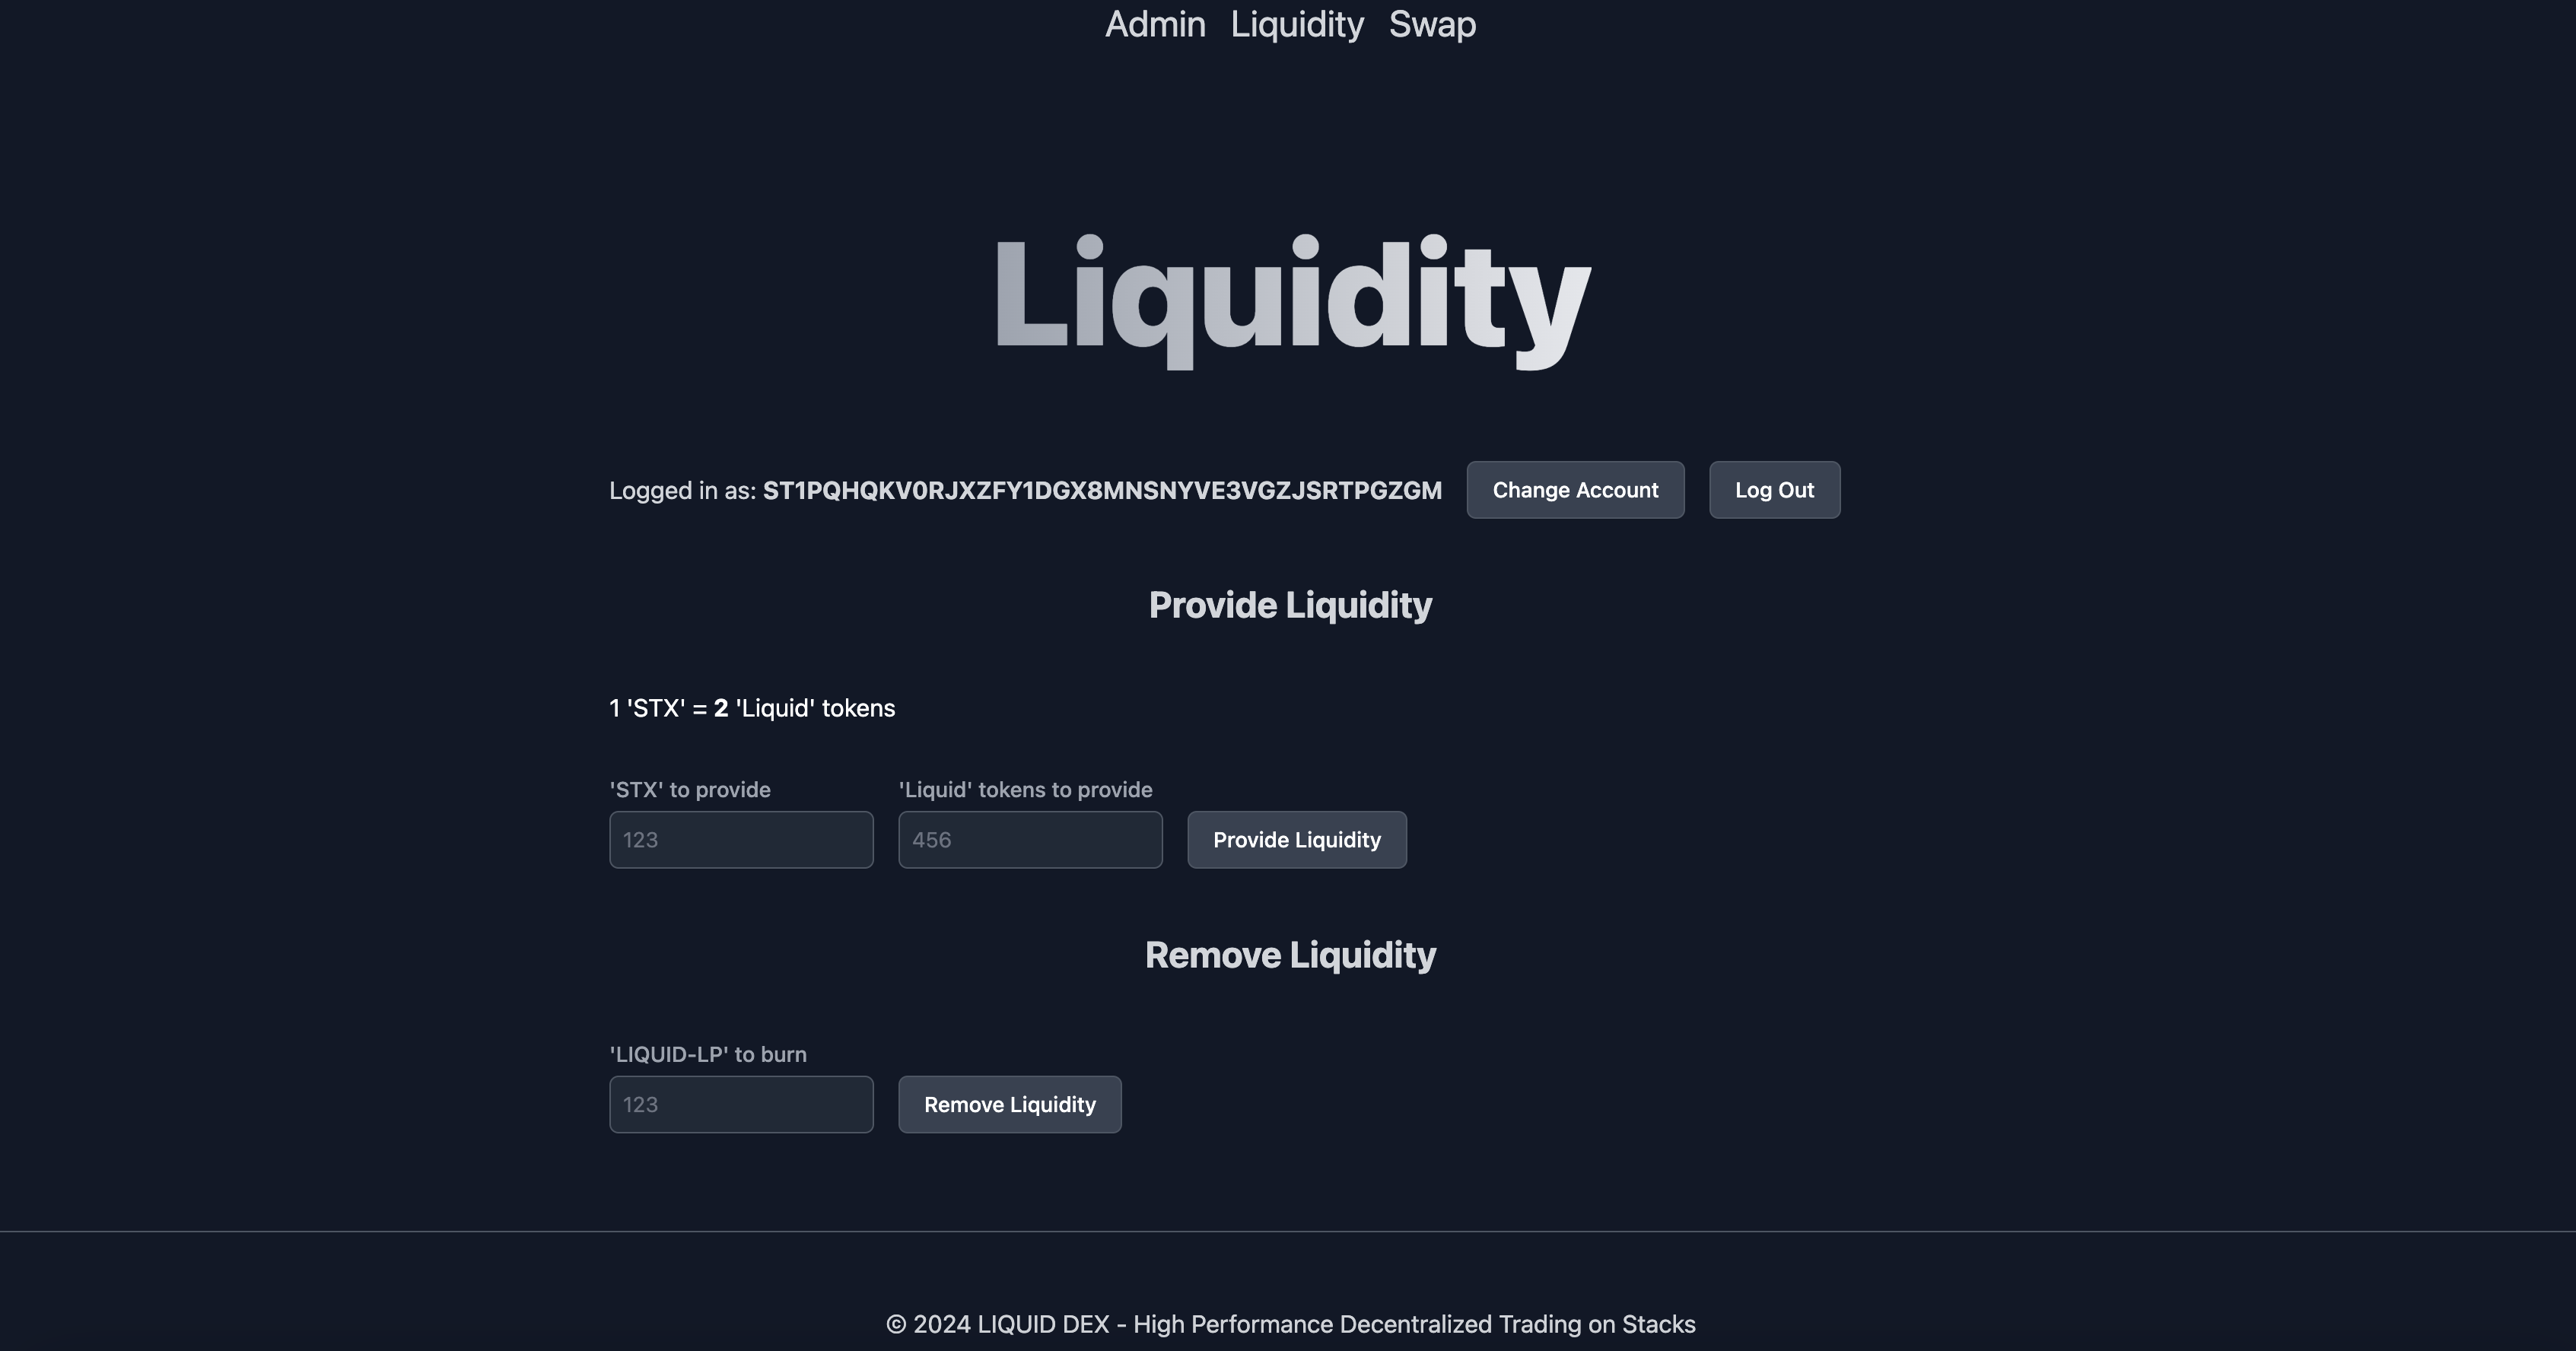 Admin Liquidity Swap
Liquidity
Logged in as: ST1PQHQKV0RJXZFY1DGX8MNSNYVE3VGZJSRTPGZGM Change Account Log Out
Provide Liquidity
1 'STX' = 2 'Liquid' tokens
'STX' to provide 'Liquid' tokens to provide
123 456 Provide Liquidity
Remove Liquidity
'LIQUID-LP' to burn
123 Remove Liquidity
© 2024 LIQUID DEX - High Performance Decentralized Trading on Stacks